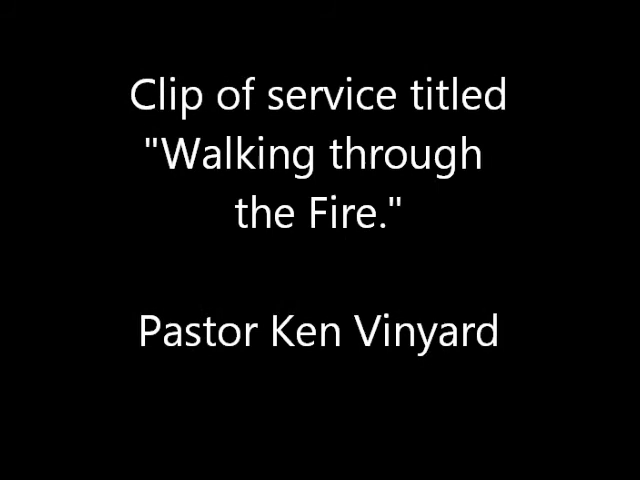 Clip of service titled
"Walking through
the Fire."
Pastor Ken Vinyard